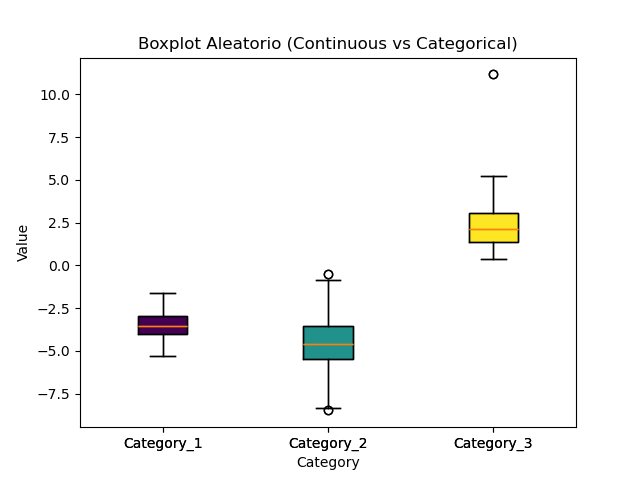 Boxplot Aleatorio (Continuous vs Categorical)
10.0
7.5
5.0
2.5
0.0
−2.5
−5.0
−7.5
Value
Category_1 Category_2 Category_3
Category